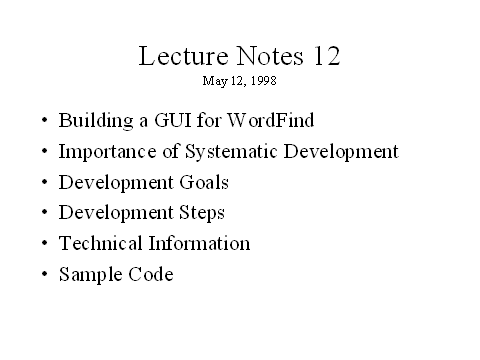 Lecture Notes 12
May 12, 1998
• Building a GUI for WordFind
• Importance of Systematic Development
• Development Goals
• Development Steps
• Technical Information
• Sample Code